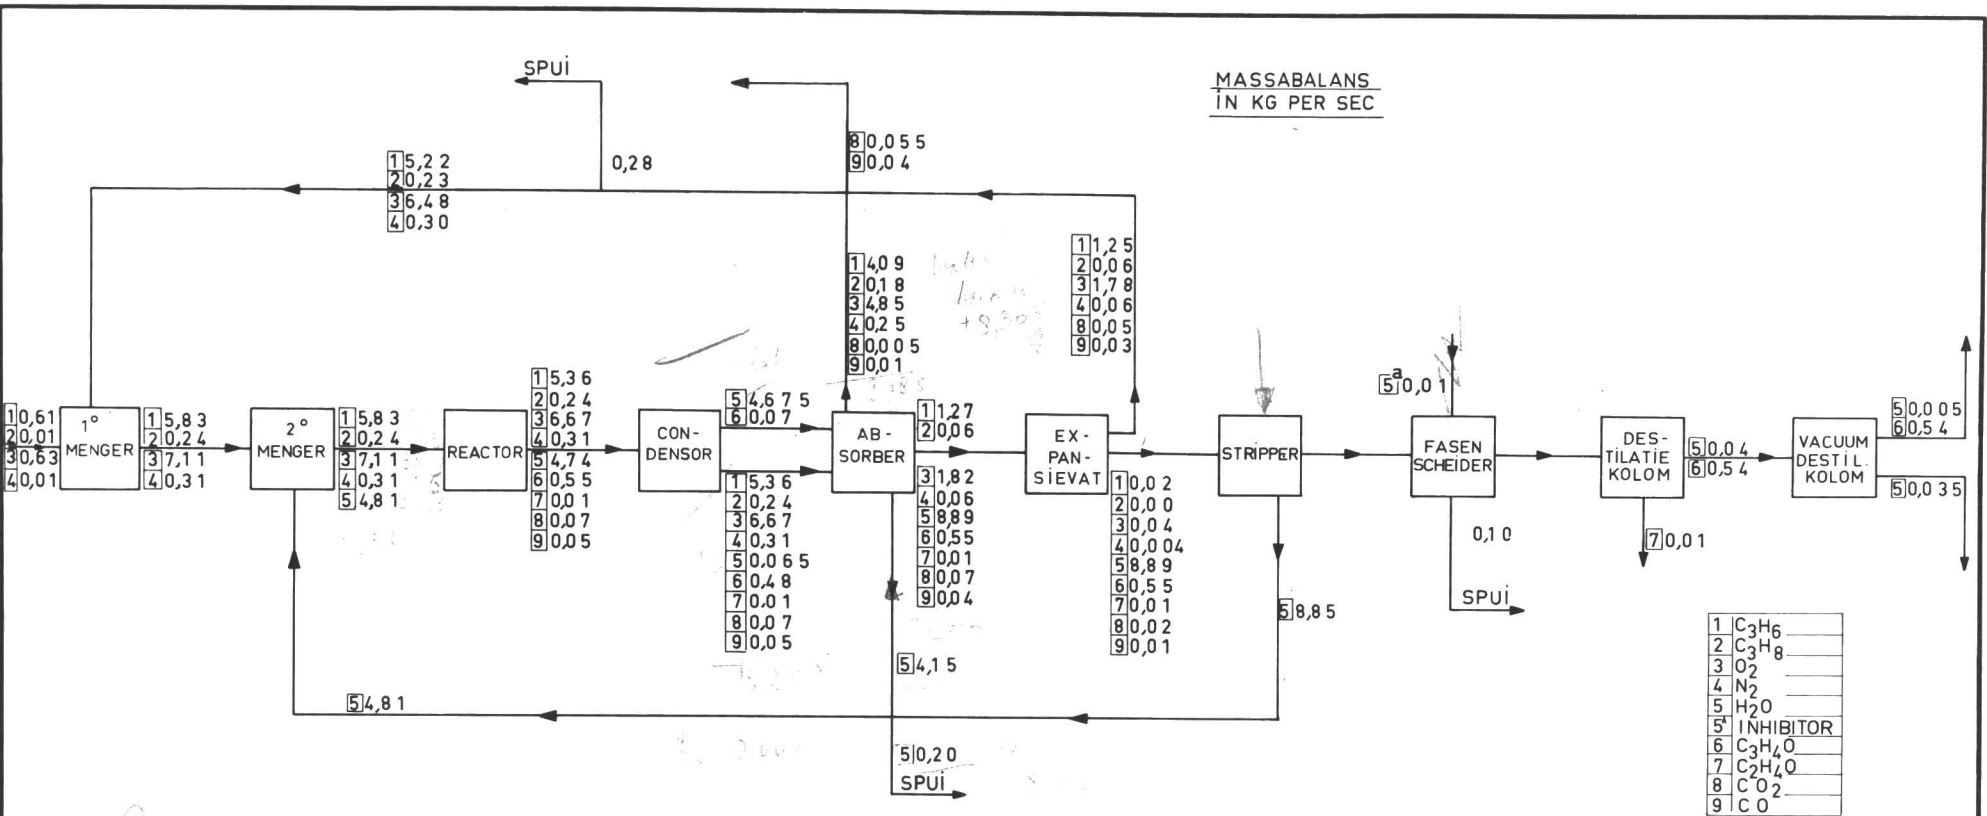 MASSABALANS
IN KG PER SEC
SPUI
0,28
8 0,055
9 0,04
1 5,22
2 0,23
3 6,48
4 0,30
1 4,09
2 0,18
3 4,85
4 0,25
8 0,005
9 0,01
1 1,25
2 0,06
3 1,78
4 0,06
8 0,05
9 0,03
1 0,61
2 0,01
3 0,63
4 0,01
1° MENGER
1 5,83
2 0,24
3 7,11
4 0,31
2° MENGER
1 5,83
2 0,24
3 7,11
4 0,31
5 4,81
REACTOR
1 5,36
2 0,24
3 6,67
4 0,31
5 4,74
6 0,55
7 0,01
8 0,07
9 0,05
CON-
DENSOR
5 4,675
6 0,07
1 5,36
2 0,24
3 6,67
4 0,31
5 0,065
6 0,48
7 0,01
8 0,07
9 0,05
AB-
SORBER
1 1,27
2 0,06
3 1,82
4 0,06
5 8,89
6 0,55
7 0,01
8 0,07
9 0,04
EX-
PAN-
SIEVAT
1 0,02
2 0,00
3 0,04
4 0,004
5 8,89
6 0,55
7 0,01
8 0,02
9 0,01
STRIPPER
5 8,85
5a 0,01
FASEN
SCHEIDER
0,10
SPUI
DES-
TILATIE
KOLOM
5 0,04
6 0,54
7 0,01
VACUUM
DESTIL.
KOLOM
5 0,005
6 0,54
5 0,035
5 4,15
5 4,81
5 0,20
SPUI
1 C3H6
2 C3H8
3 O2
4 N2
5 H2O
5a INHIBITOR
6 C3H4O
7 C2H4O
8 CO2
9 CO